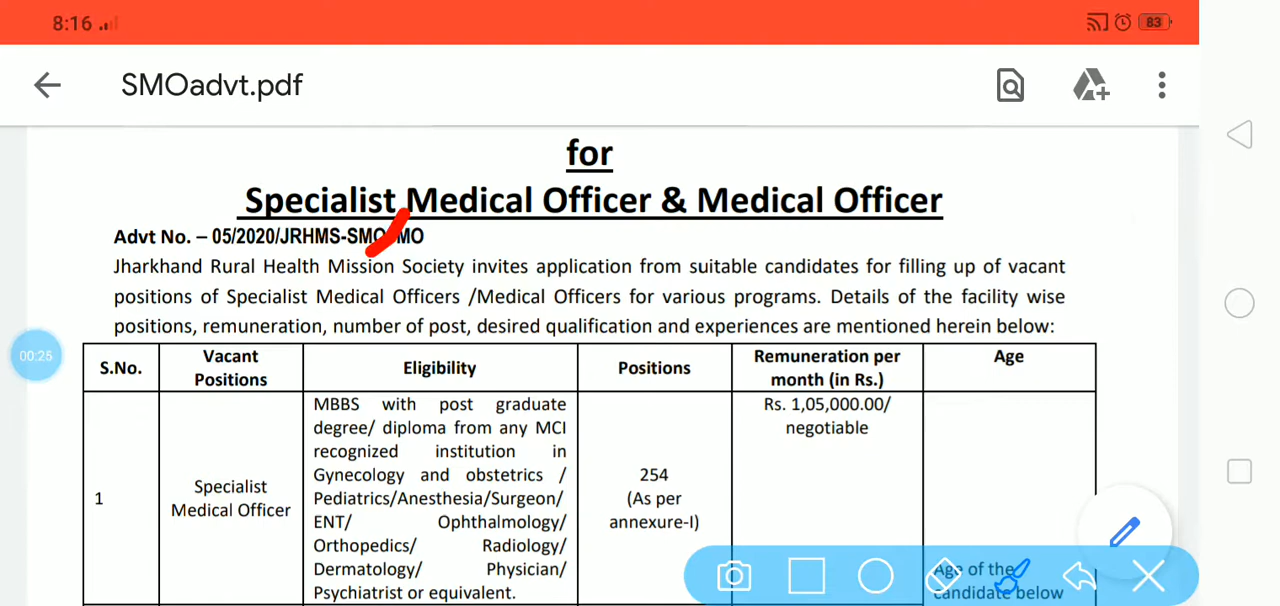 8:16
83
SMOadvt.pdf
for
Specialist Medical Officer & Medical Officer
Advt No. – 05/2020/JRHMS-SMO MO
Jharkhand Rural Health Mission Society invites application from suitable candidates for filling up of vacant
positions of Specialist Medical Officers /Medical Officers for various programs. Details of the facility wise
positions, remuneration, number of post, desired qualification and experiences are mentioned herein below:
00:25
S.No.
Vacant
Positions
Eligibility
Positions
Remuneration per
month (in Rs.)
Age
1
Specialist
Medical Officer
MBBS with post graduate
degree/ diploma from any MCI
recognized institution in
Gynecology and obstetrics /
Pediatrics/Anesthesia/Surgeon/
ENT/ Ophthalmology/
Orthopedics/ Radiology/
Dermatology/ Physician/
Psychiatrist or equivalent.
254
(As per
annexure-I)
Rs. 1,05,000.00/
negotiable
Age of the
candidate below